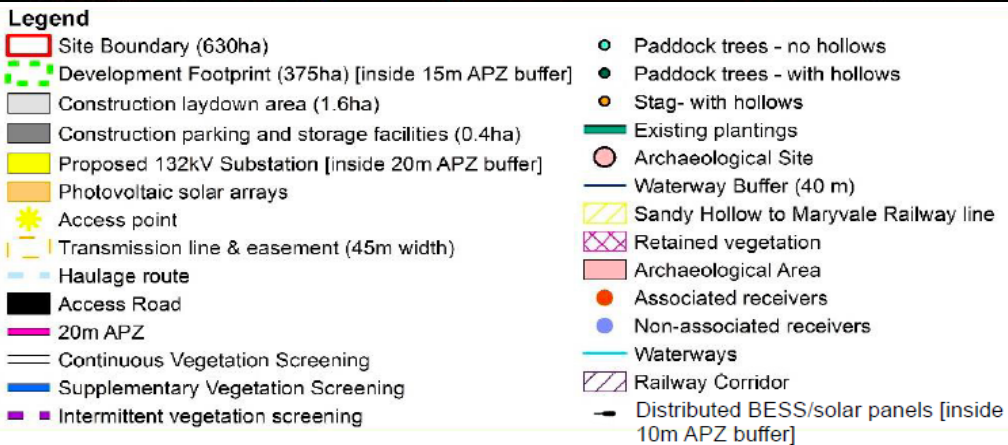 Legend
Site Boundary (630ha)
Development Footprint (375ha) [inside 15m APZ buffer]
Construction laydown area (1.6ha)
Construction parking and storage facilities (0.4ha)
Proposed 132kV Substation [inside 20m APZ buffer]
Photovoltaic solar arrays
Access point
Transmission line & easement (45m width)
Haulage route
Access Road
20m APZ
Continuous Vegetation Screening
Supplementary Vegetation Screening
Intermittent vegetation screening
Paddock trees - no hollows
Paddock trees - with hollows
Stag- with hollows
Existing plantings
Archaeological Site
Waterway Buffer (40 m)
Sandy Hollow to Maryvale Railway line
Retained vegetation
Archaeological Area
Associated receivers
Non-associated receivers
Waterways
Railway Corridor
Distributed BESS/solar panels [inside
10m APZ buffer]